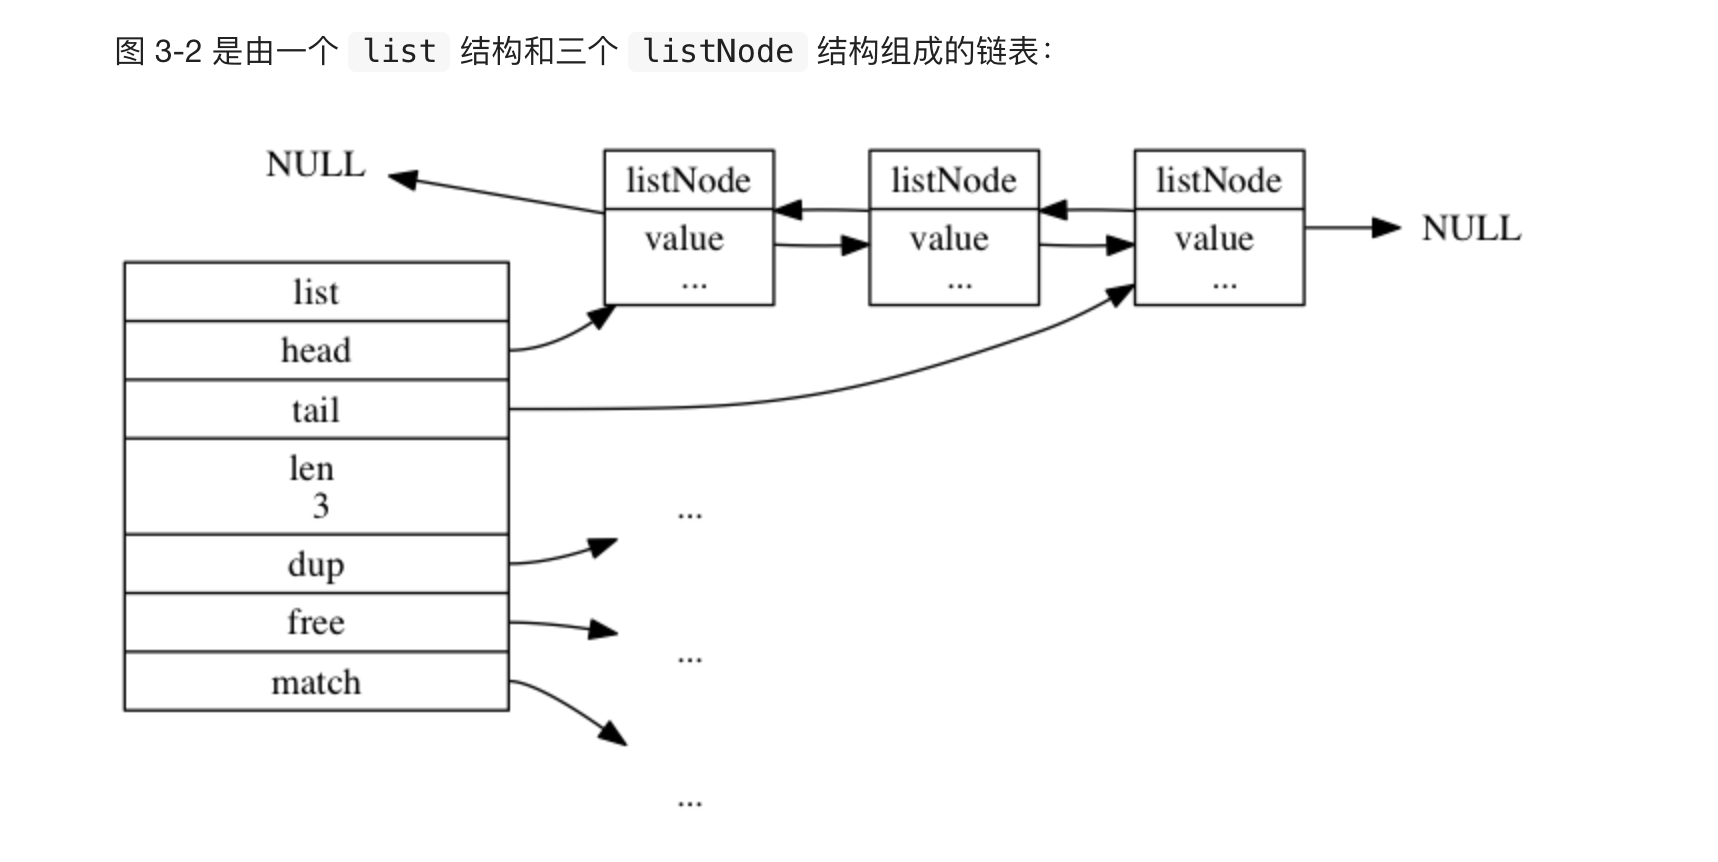 图 3-2 是由一个 list 结构和三个 listNode 结构组成的链表：
NULL
listNode
value
...
listNode
value
...
listNode
value
...
NULL
list
head
tail
len
3
dup
free
match
...
...
...